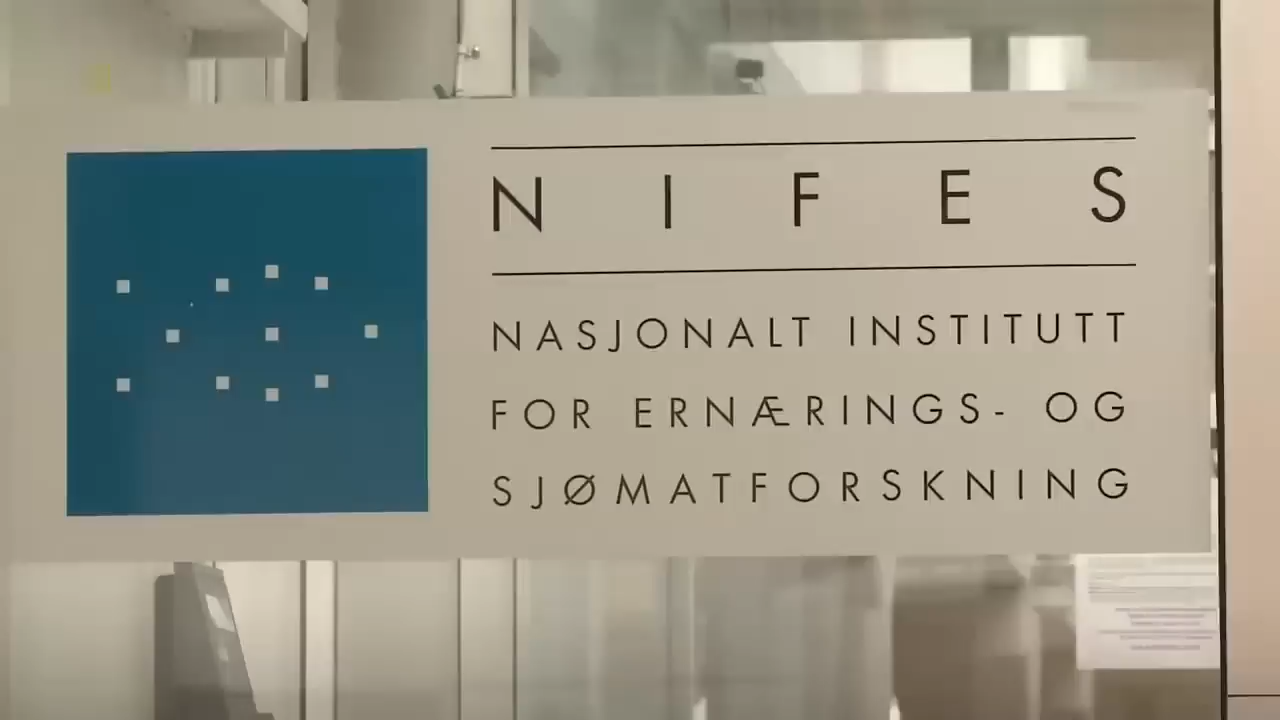 NIFES
NASJONALT INSTITUTT
FOR ERNÆRINGS- OG
SJØMATFORSKNING